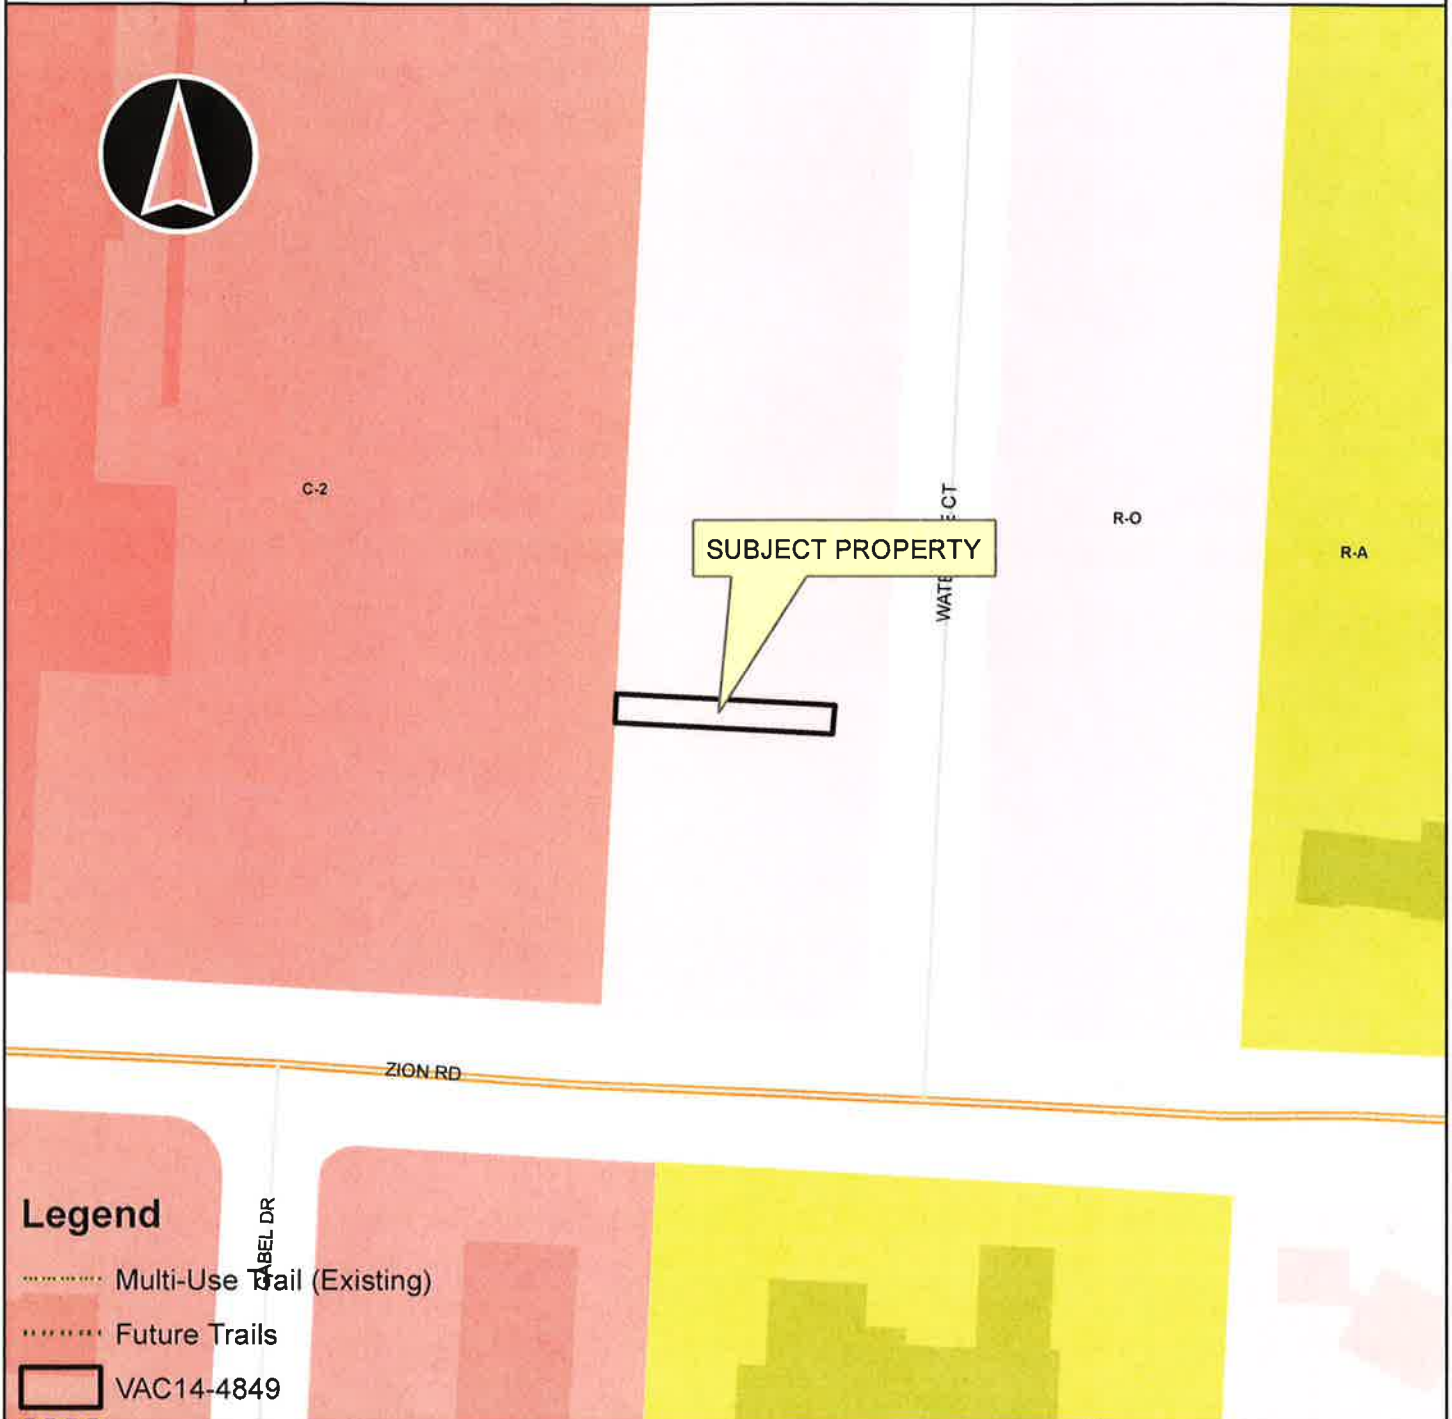 C-2
R-O
R-A
SUBJECT PROPERTY
ZION RD
Legend
Multi-Use Trail (Existing)
Future Trails
VAC14-4849